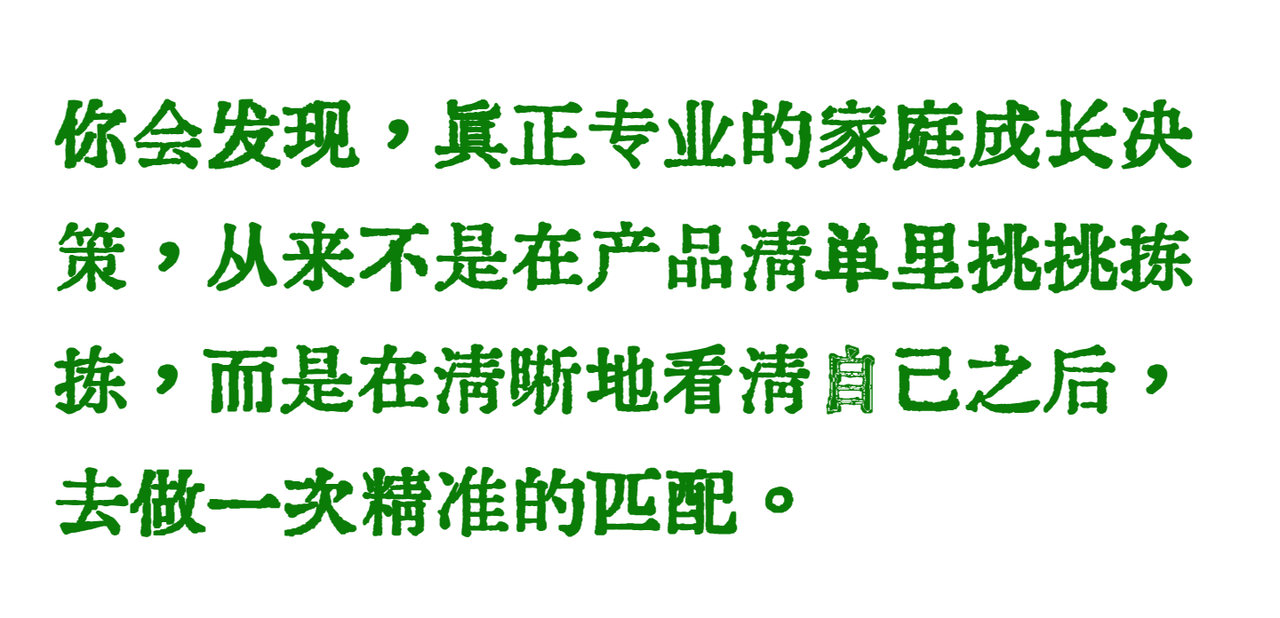 你会发现，真正专业的家庭成长决
策，从来不是在产品清单里挑挑拣
拣，而是在清晰地看清自己之后，
去做一次精准的匹配。